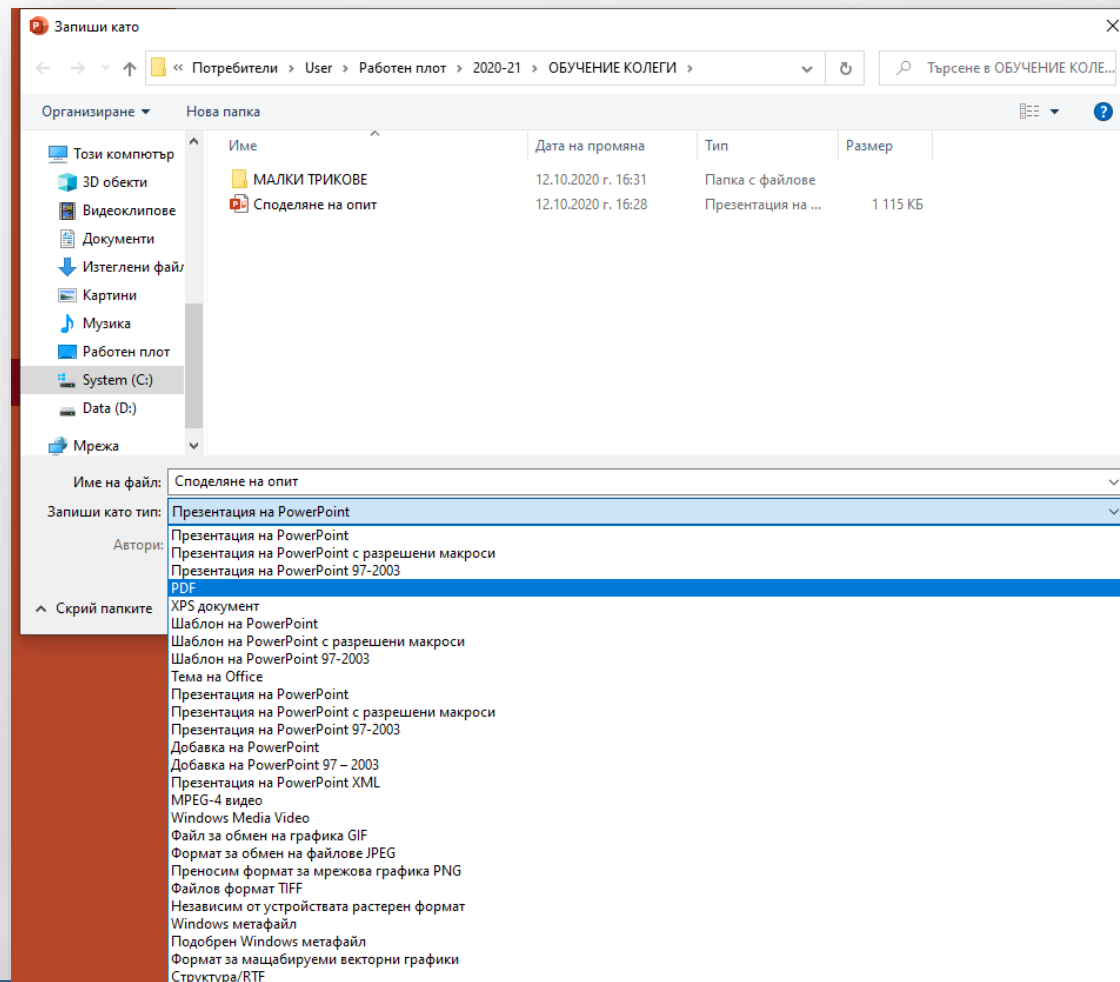 Запиши като
« Потребители › User › Работен плот › 2020-21 › ОБУЧЕНИЕ КОЛЕГИ ›
Търсене в ОБУЧЕНИЕ КОЛЕ...
Организиране Нова папка
Име Дата на промяна Тип Размер
Този компютър
3D обекти
Видеоклипове
Документи
Изтеглени файл
Картини
Музика
Работен плот
System (C:)
Data (D:)
Мрежа
МАЛКИ ТРИКОВЕ 12.10.2020 г. 16:31 Папка с файлове
Споделяне на опит 12.10.2020 г. 16:28 Презентация на ... 1 115 КБ
Име на файл: Споделяне на опит
Запиши като тип: Презентация на PowerPoint
Автори:
Скрий папките
Презентация на PowerPoint
Презентация на PowerPoint с разрешени макроси
Презентация на PowerPoint 97-2003
PDF
XPS документ
Шаблон на PowerPoint
Шаблон на PowerPoint с разрешени макроси
Шаблон на PowerPoint 97-2003
Тема на Office
Презентация на PowerPoint
Презентация на PowerPoint с разрешени макроси
Презентация на PowerPoint 97-2003
Добавка на PowerPoint
Добавка на PowerPoint 97 – 2003
Презентация на PowerPoint XML
MPEG-4 видео
Windows Media Video
Файл за обмен на графика GIF
Формат за обмен на файлове JPEG
Преносим формат за мрежова графика PNG
Файлов формат TIFF
Независим от устройствата растерен формат
Windows метафайл
Подобрен Windows метафайл
Формат за мащабируеми векторни графики
Структура/RTF